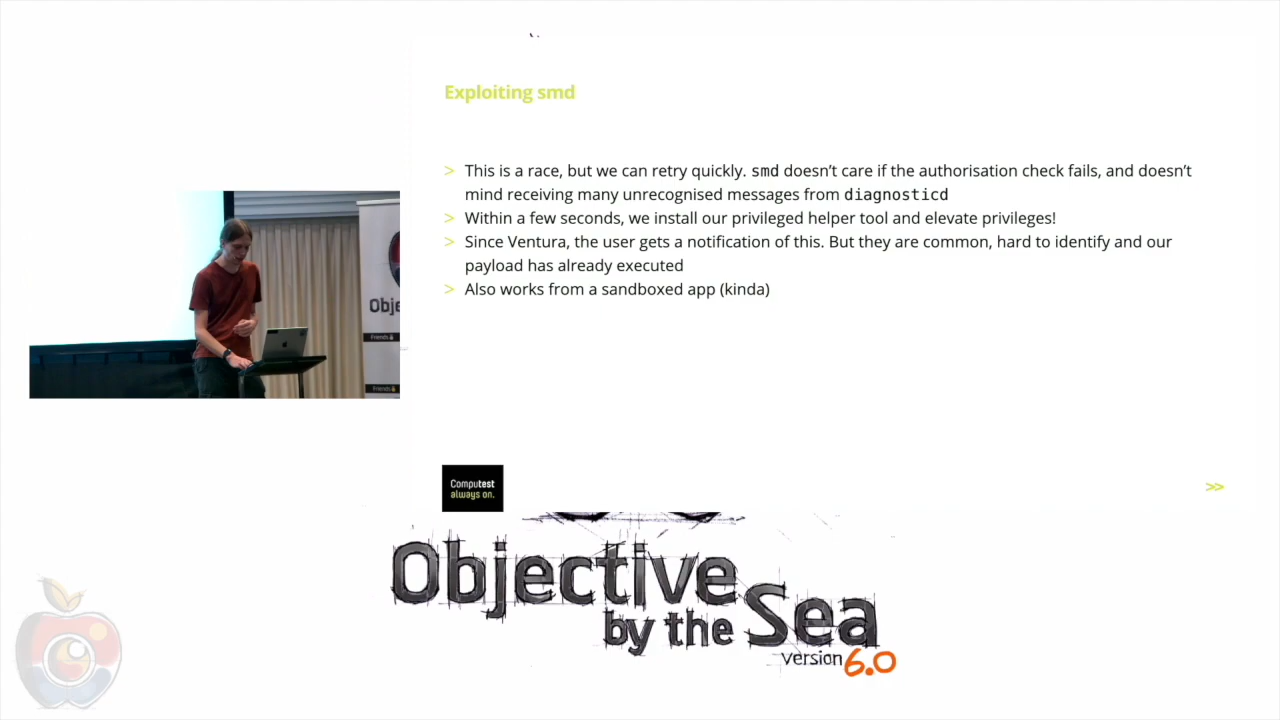 Exploiting smd
> This is a race, but we can retry quickly. smd doesn’t care if the authorisation check fails, and doesn’t
mind receiving many unrecognised messages from diagnosticd
> Within a few seconds, we install our privileged helper tool and elevate privileges!
> Since Ventura, the user gets a notification of this. But they are common, hard to identify and our
payload has already executed
> Also works from a sandboxed app (kinda)
Obje
Friends
Friends
Computest
always on.
>>
Objective
by the Sea
version 6.0